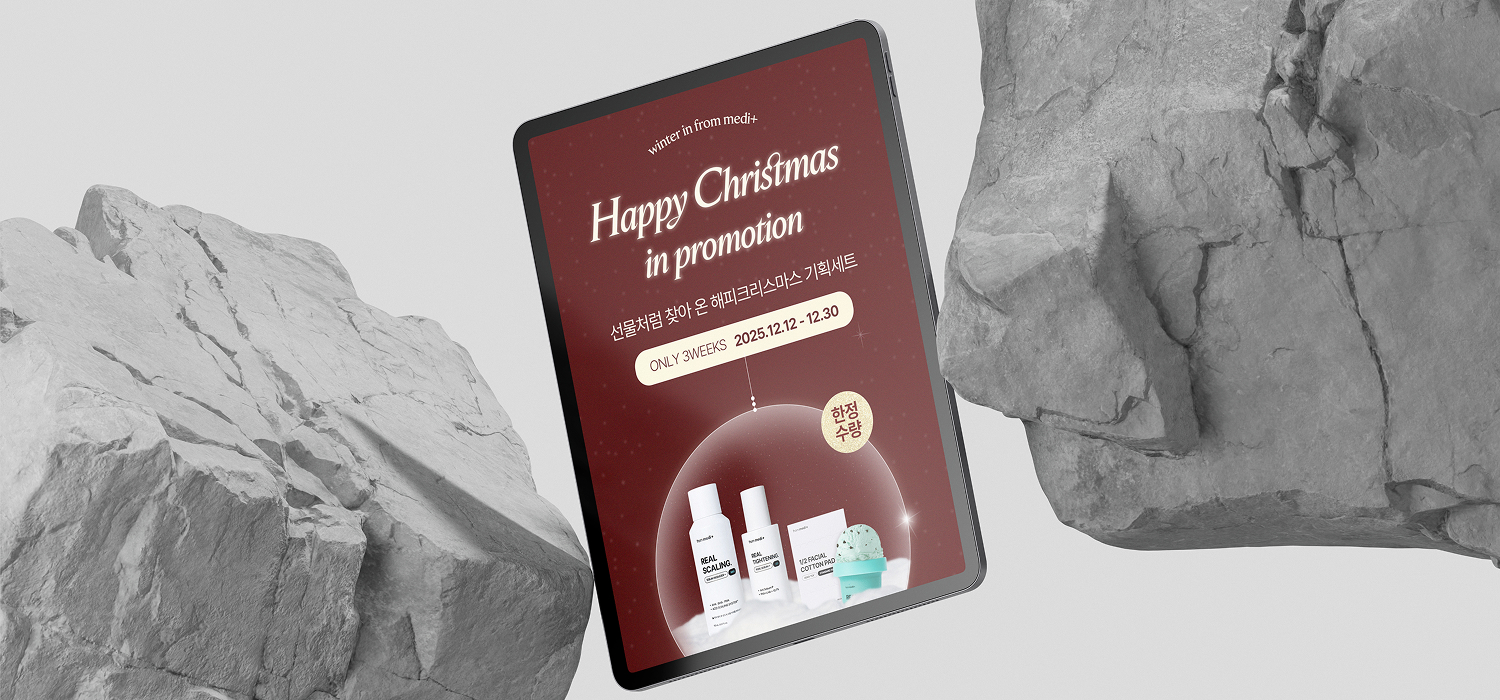 winter in from medi+
Happy Christmas
in promotion
선물처럼 찾아 온 해피크리스마스 기획세트
ONLY 3WEEKS 2025.12.12 - 12.30
한정
수량
REAL
SCALING.
REAL
TIGHTENING.
1/2 FACIAL
COTTON PAD